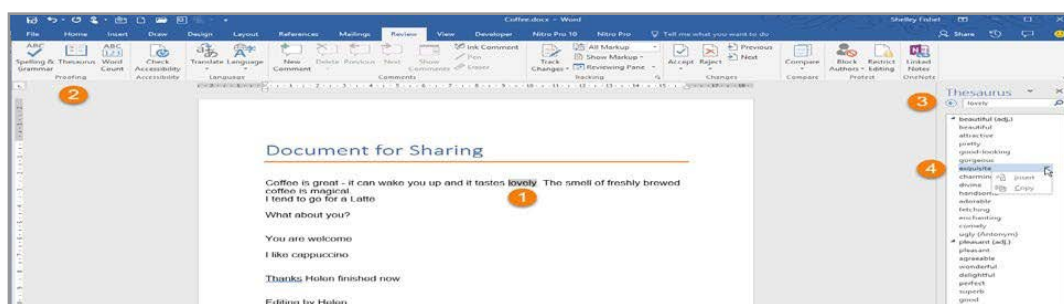 Coffee.docx - Word
Shelley Fishel
File Home Insert Draw Design Layout References Mailings Review View Developer Nitro Pro 10 Nitro Pro Tell me what you want to do
Share
ABC ABC 123 Ink Comment All Markup Previous
Pen Show Markup Next
Spelling & Thesaurus Word Check Translate Language New Delete Previous Next Show Eraser Track Reviewing Pane Accept Reject Compare Block Restrict Linked
Grammar Count Accessibility Comment Comments Changes Authors Editing Notes
Proofing Accessibility Language Comments Tracking Changes Compare Protect OneNote
2
Thesaurus
3
lovely
Document for Sharing
Coffee is great - it can wake you up and it tastes lovely The smell of freshly brewed
coffee is magical.
I tend to go for a Latte
1
What about you?
You are welcome
I like cappuccino
Thanks Helen finished now
Editing by Helen
beautiful (adj.)
beautiful
attractive
pretty
good-looking
gorgeous
4
exquisite
charming
Insert
divine
Copy
handsome
adorable
fetching
enchanting
comely
ugly (Antonym)
pleasant (adj.)
pleasant
agreeable
wonderful
delightful
perfect
superb
good